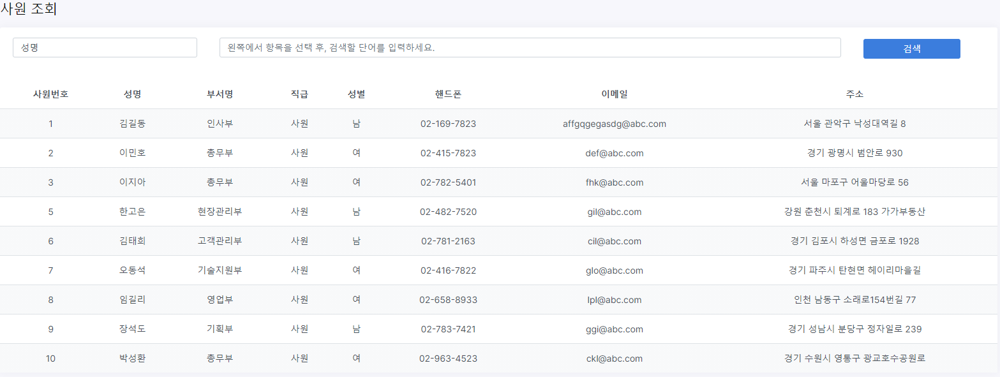 사원 조회
성명 왼쪽에서 항목을 선택 후, 검색할 단어를 입력하세요. 검색
사원번호 성명 부서명 직급 성별 핸드폰 이메일 주소
1 김길동 인사부 사원 남 02-169-7823 affgqgegasdg@abc.com 서울 관악구 낙성대역길 8
2 이민호 총무부 사원 여 02-415-7823 def@abc.com 경기 광명시 범안로 930
3 이지아 총무부 사원 여 02-782-5401 fhk@abc.com 서울 마포구 어울마당로 56
5 한고은 현장관리부 사원 남 02-482-7520 gil@abc.com 강원 춘천시 퇴계로 183 가가부동산
6 김태희 고객관리부 사원 남 02-781-2163 cil@abc.com 경기 김포시 하성면 금포로 1928
7 오동석 기술지원부 사원 여 02-416-7822 glo@abc.com 경기 파주시 탄현면 헤이리마을길
8 임길리 영업부 사원 여 02-658-8933 lpl@abc.com 인천 남동구 소래로154번길 77
9 장석도 기획부 사원 남 02-783-7421 ggi@abc.com 경기 성남시 분당구 정자일로 239
10 박성환 총무부 사원 여 02-963-4523 ckl@abc.com 경기 수원시 영통구 광교호수공원로